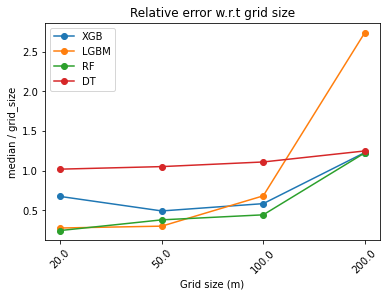 Relative error w.r.t grid size
XGB
LGBM
RF
DT
2.5
2.0
1.5
1.0
0.5
median / grid_size
20.0
50.0
100.0
200.0
Grid size (m)